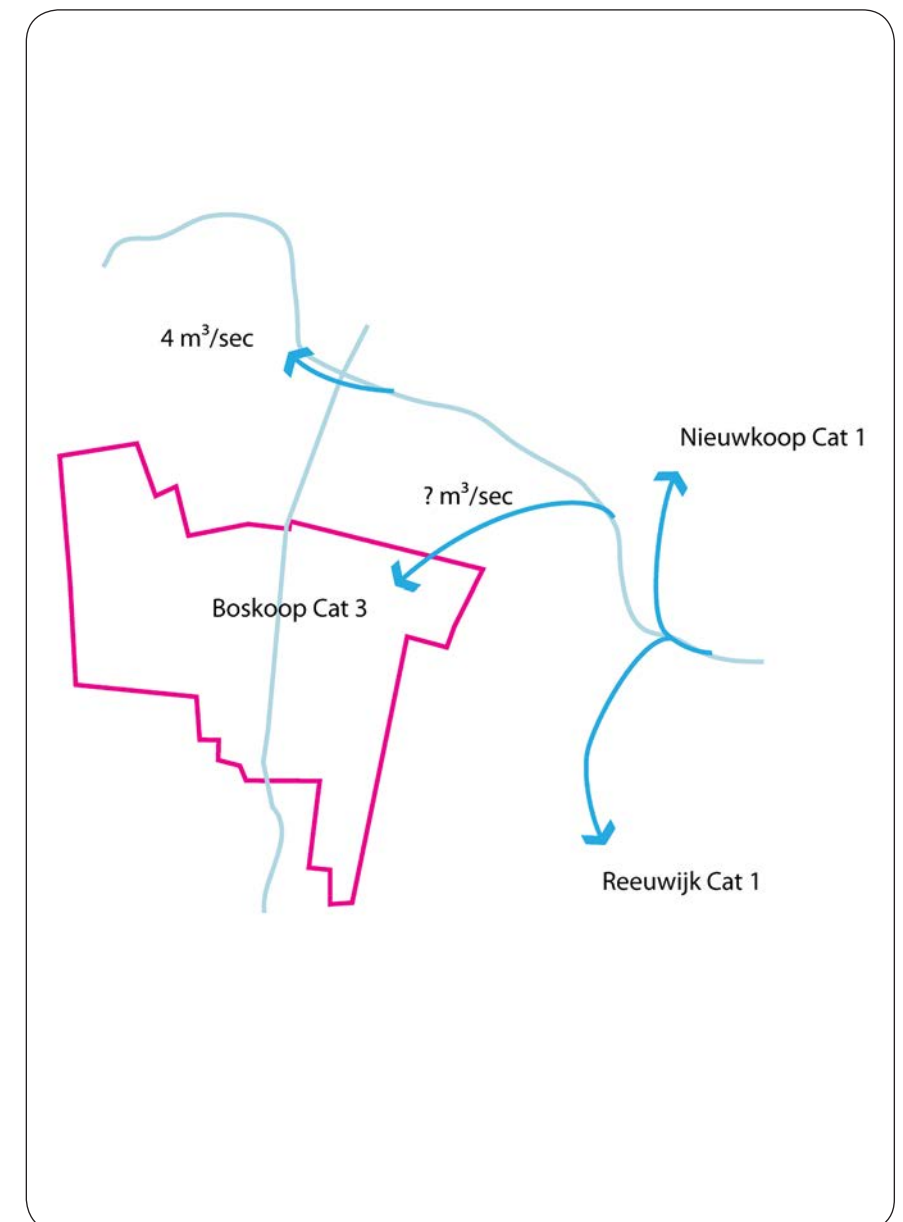 4 m³/sec
Nieuwkoop Cat 1
? m³/sec
Boskoop Cat 3
Reeuwijk Cat 1